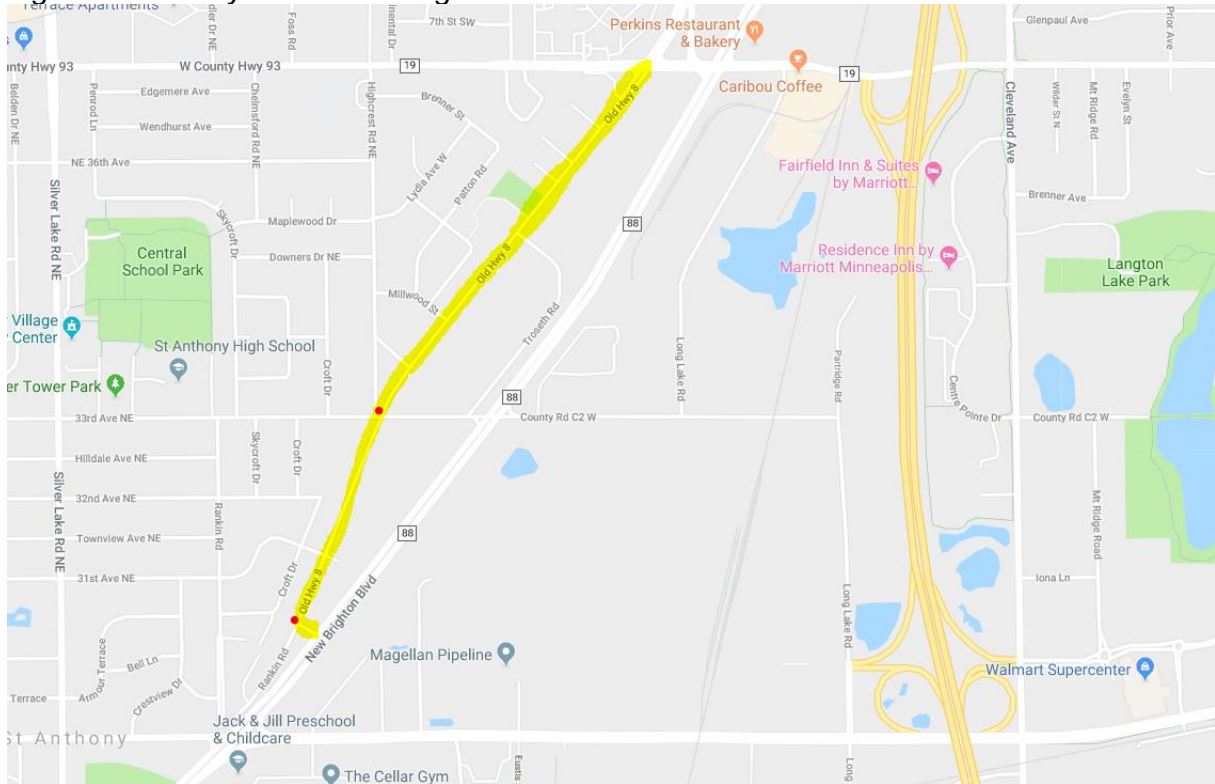 Terrace Apartments
7th St SW
Perkins Restaurant
& Bakery
Glenpaul Ave
Prior Ave
Foss Rd
W County Hwy 93
19
Caribou Coffee
19
Old Hwy 8
Belden Dr NE
Penrod Ln
Edgemere Ave
Chelmsford Rd NE
Highcrest Rd NE
Brenner St
Wendhurst Ave
Cleveland Ave
Wilder St N
Mt Ridge Rd
Evelyn St
NE 36th Ave
Lydia Ave W
Patton Rd
Fairfield Inn & Suites
by Marriott...
Brenner Ave
Silver Lake Rd NE
Skycroft Dr
Maplewood Dr
88
Central
School Park
Downers Dr NE
Old Hwy 8
Residence Inn by
Marriott Minneapolis...
Langton
Lake Park
Millwood St
Troseth Rd
Village
Center
St Anthony High School
Croft Dr
Long Lake Rd
Partridge Rd
er Tower Park
88
Centre Pointe Dr
33rd Ave NE
County Rd C2 W
County Rd C2 W
Skycroft Dr
Croft Dr
Hilldale Ave NE
Silver Lake Rd NE
32nd Ave NE
Rankin Rd
Mt Ridge Road
Townview Ave NE
88
31st Ave NE
Croft Dr
Old Hwy 8
Iona Ln
New Brighton Blvd
Long Lake Rd
Armour Terrace
Bell Ln
Rankin Rd
Magellan Pipeline
Walmart Supercenter
Terrace
Crestview Dr
Jack & Jill Preschool
& Childcare
St Anthony
Eustis
Long
The Cellar Gym